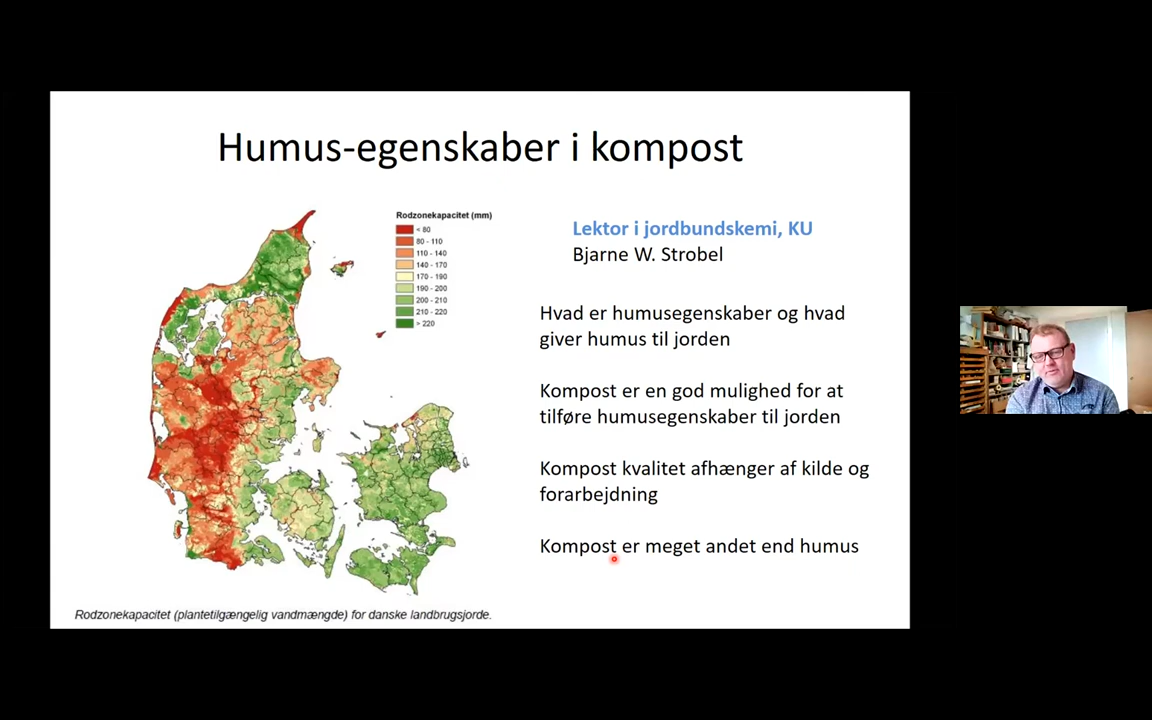 Humus-egenskaber i kompost
Rodzonekapacitet (mm)
< 80
80 - 110
110 - 140
140 - 170
170 - 190
190 - 200
200 - 210
210 - 220
> 220
Lektor i jordbundskemi, KU
Bjarne W. Strobel
Hvad er humusegenskaber og hvad
giver humus til jorden
Kompost er en god mulighed for at
tilføre humusegenskaber til jorden
Kompost kvalitet afhænger af kilde og
forarbejdning
Kompost er meget andet end humus
Rodzonekapacitet (plantetilgængelig vandmængde) for danske landbrugsjorde.